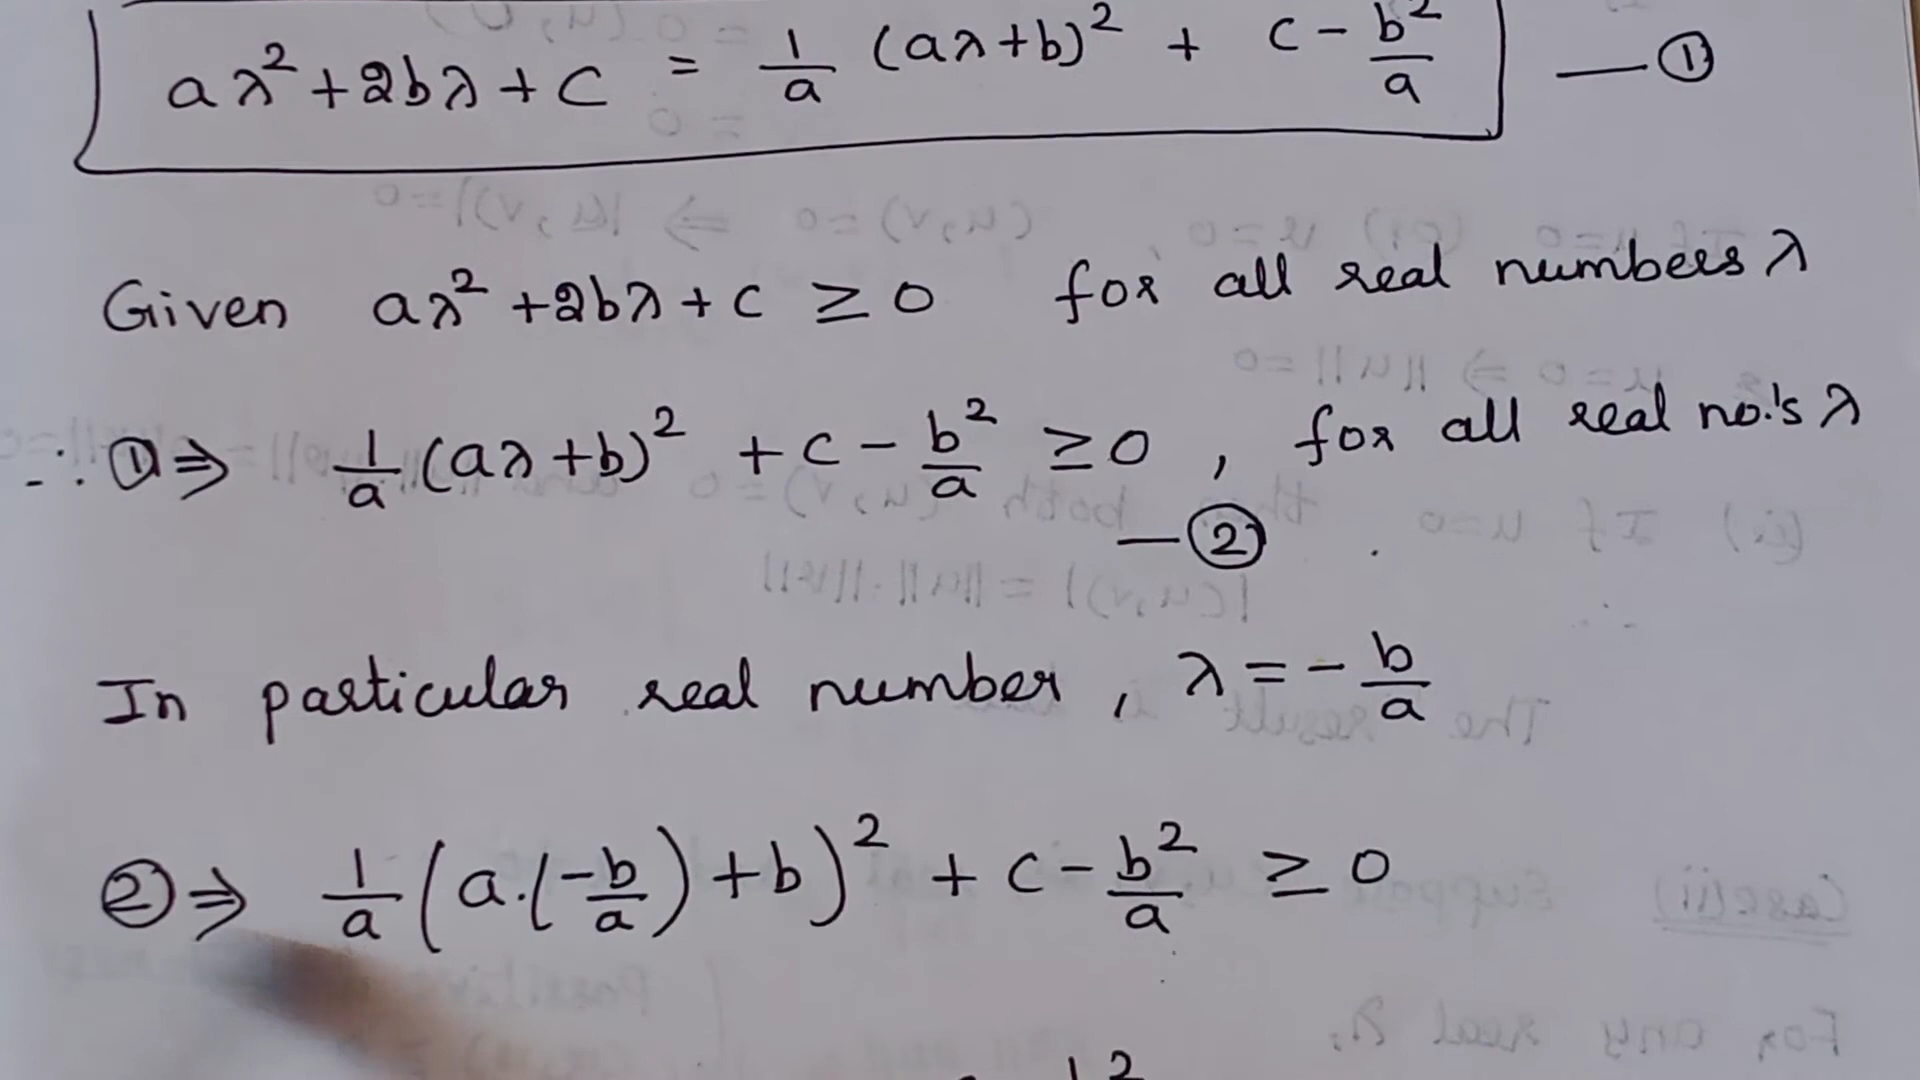 aλ² + 2bλ + c = 1/a (aλ+b)² + c - b²/a —①
Given aλ² + 2bλ + c ≥ 0 for all real numbers λ
∴ ① ⇒ 1/a (aλ+b)² + c - b²/a ≥ 0, for all real no.'s λ
—②
In particular real number, λ = -b/a
② ⇒ 1/a (a.(-b/a)+b)² + c - b²/a ≥ 0